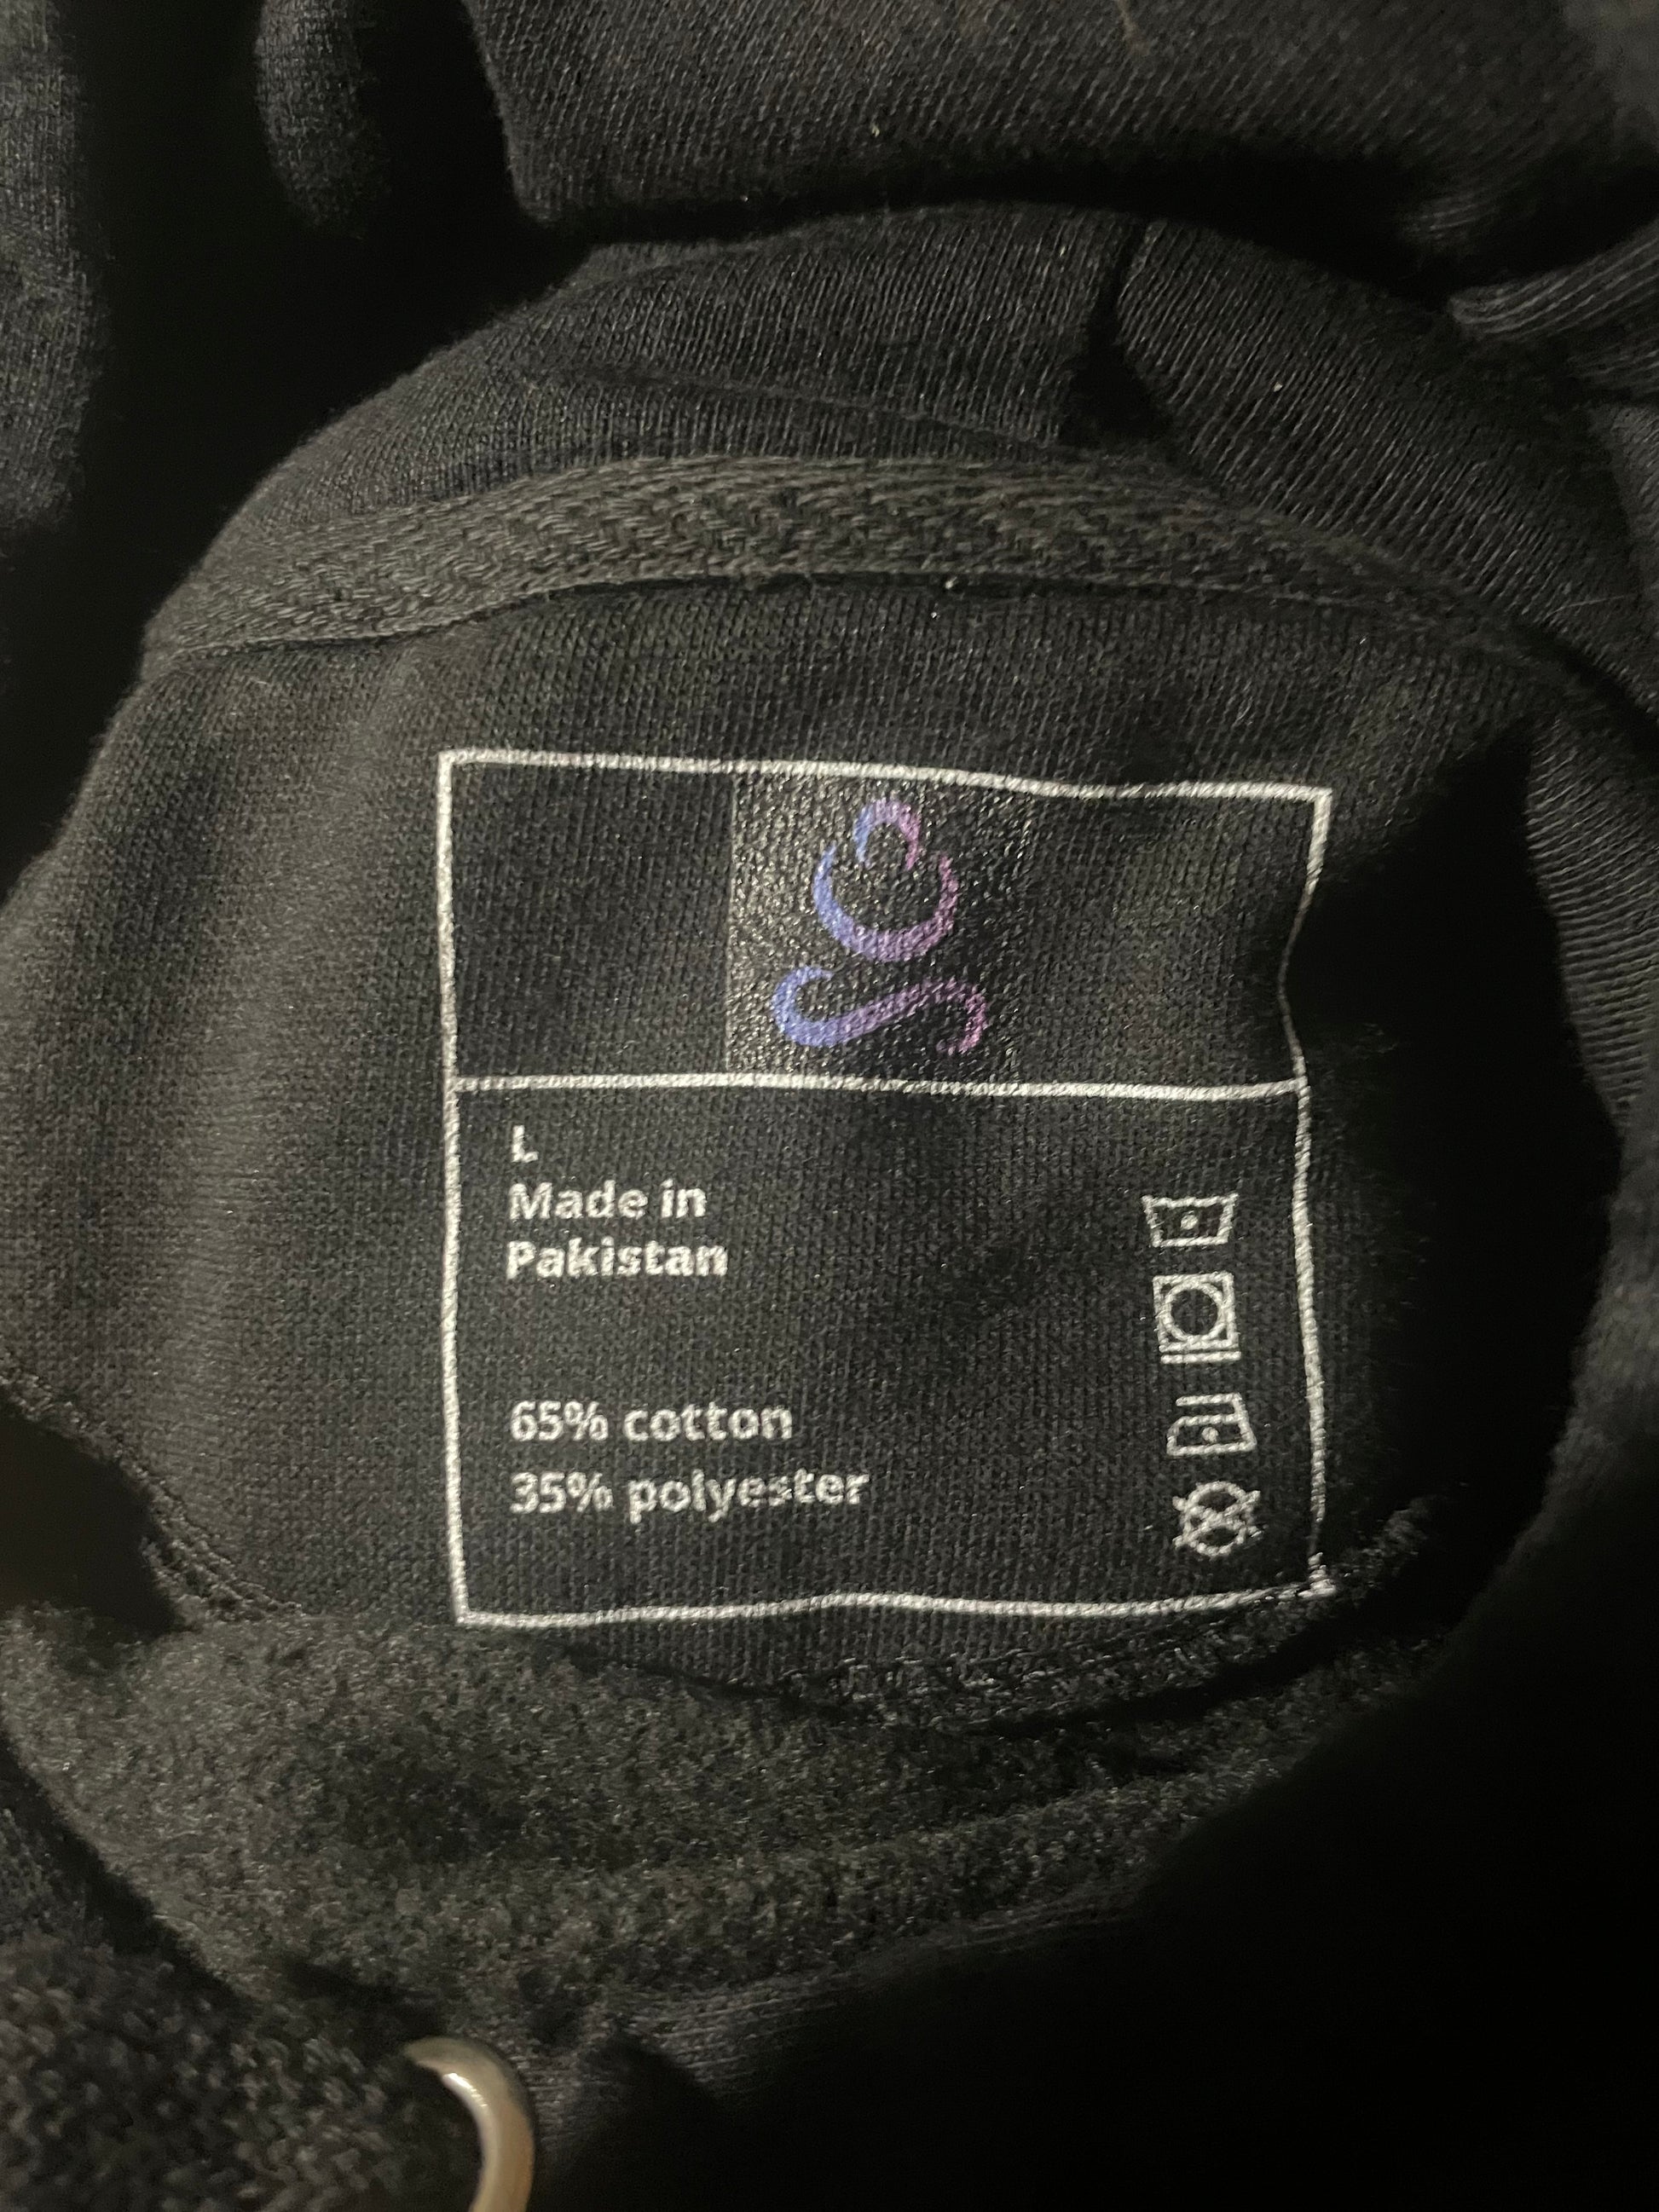 L
Made in
Pakistan
65% cotton
35% polyester